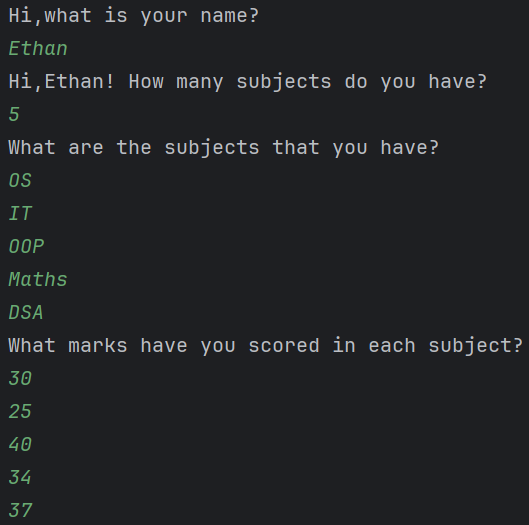 Hi,what is your name?
Ethan
Hi,Ethan! How many subjects do you have?
5
What are the subjects that you have?
OS
IT
OOP
Maths
DSA
What marks have you scored in each subject?
30
25
40
34
37